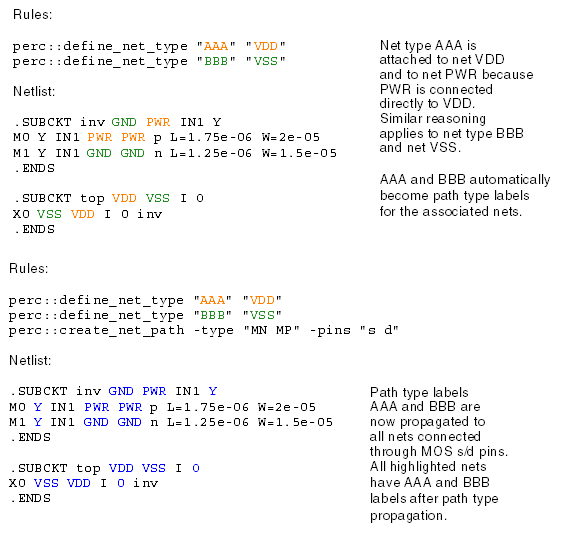 Rules:
perc::define_net_type "AAA" "VDD"
perc::define_net_type "BBB" "VSS"
Netlist:
.SUBCKT inv GND PWR IN1 Y
M0 Y IN1 PWR PWR p L=1.75e-06 W=2e-05
M1 Y IN1 GND GND n L=1.25e-06 W=1.5e-05
.ENDS
.SUBCKT top VDD VSS I O
X0 VSS VDD I O inv
.ENDS
Net type AAA is
attached to net VDD
and to net PWR because
PWR is connected
directly to VDD.
Similar reasoning
applies to net type BBB
and net VSS.
AAA and BBB automatically
become path type labels
for the associated nets.
Rules:
perc::define_net_type "AAA" "VDD"
perc::define_net_type "BBB" "VSS"
perc::create_net_path -type "MN MP" -pins "s d"
Netlist:
.SUBCKT inv GND PWR IN1 Y
M0 Y IN1 PWR PWR p L=1.75e-06 W=2e-05
M1 Y IN1 GND GND n L=1.25e-06 W=1.5e-05
.ENDS
.SUBCKT top VDD VSS I O
X0 VSS VDD I O inv
.ENDS
Path type labels
AAA and BBB are
now propagated to
all nets connected
through MOS s/d pins.
All highlighted nets
have AAA and BBB
labels after path type
propagation.